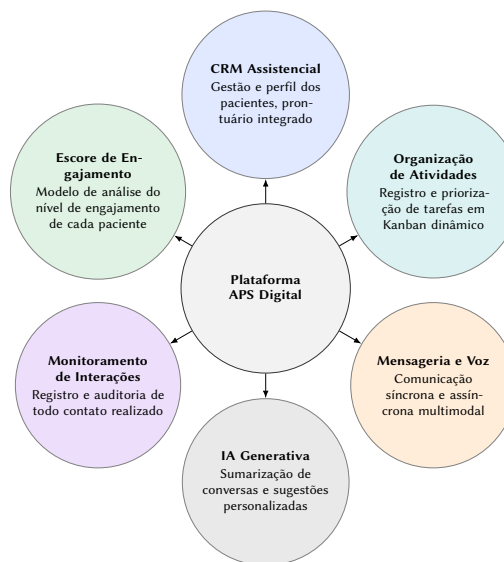 CRM Assistencial
Gestão e perfil dos
pacientes, pron-
tuário integrado
Escore de En-
gajamento
Modelo de análise do
nível de engajamento
de cada paciente
Organização
de Atividades
Registro e prioriza-
ção de tarefas em
Kanban dinâmico
Plataforma
APS Digital
Monitoramento
de Interações
Registro e auditoria de
todo contato realizado
Mensageria e Voz
Comunicação
síncrona e assín-
crona multimodal
IA Generativa
Sumarização de
conversas e sugestões
personalizadas